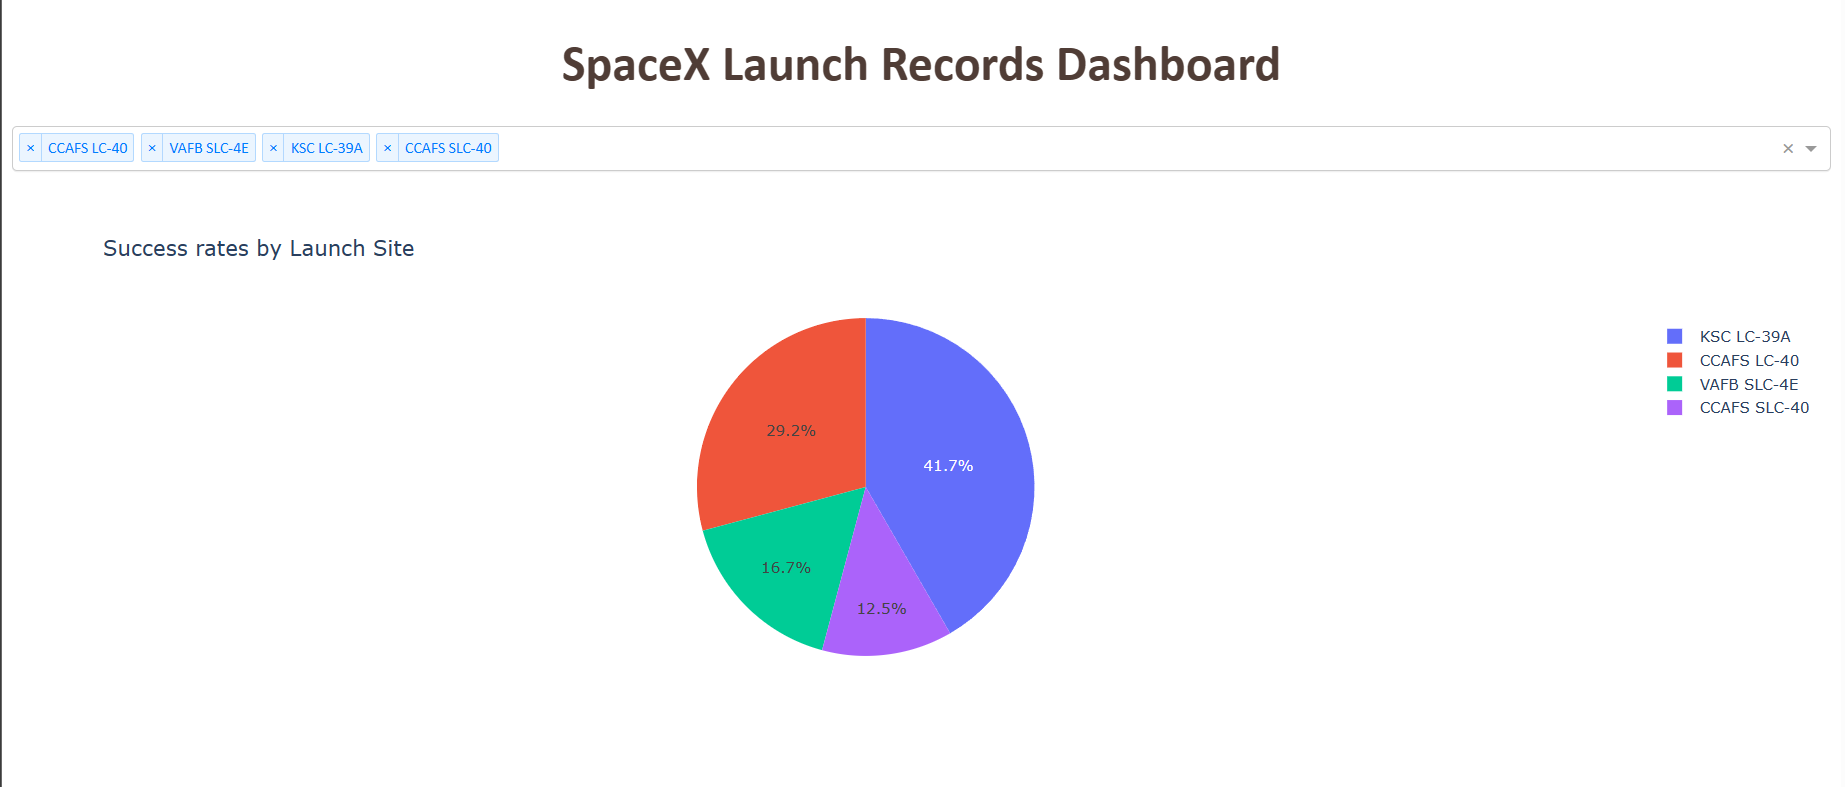 SpaceX Launch Records Dashboard
× CCAFS LC-40 × VAFB SLC-4E × KSC LC-39A × CCAFS SLC-40 ×
Success rates by Launch Site
KSC LC-39A
CCAFS LC-40
VAFB SLC-4E
CCAFS SLC-40
29.2%
41.7%
16.7%
12.5%